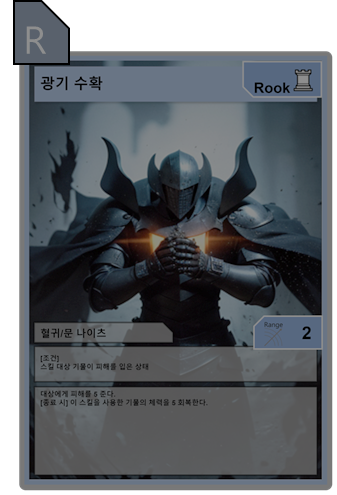 R
광기 수확
Rook
혈귀/문 나이츠
Range
2
[조건]
스킬 대상 기물이 피해를 입은 상태
대상에게 피해를 5 준다.
[종료 시] 이 스킬을 사용한 기물의 체력을 5 회복한다.